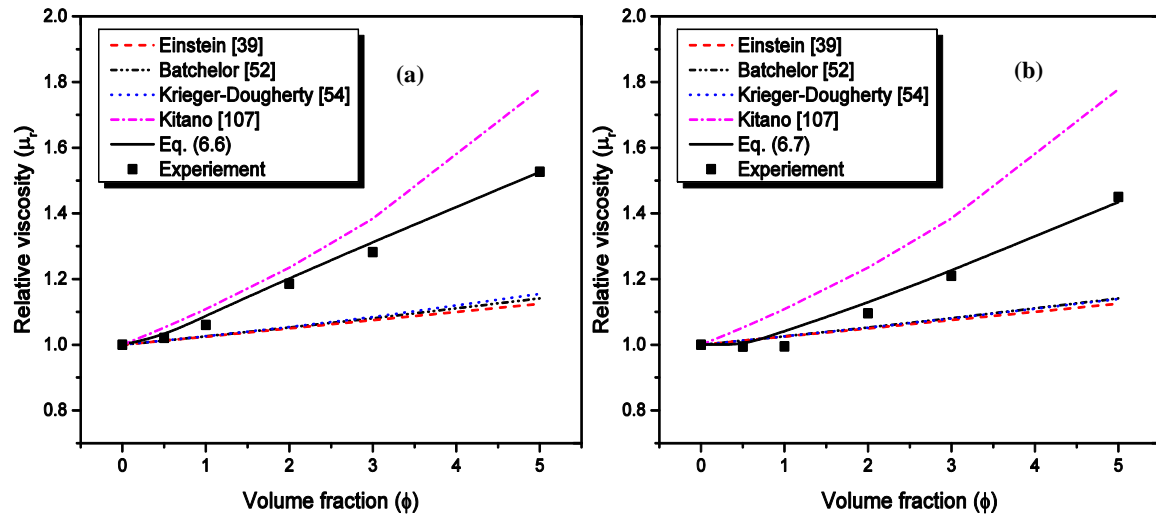 2.0
1.8
1.6
1.4
1.2
1.0
0.8
Relative viscosity (μr)
Einstein [39]
Batchelor [52]
Krieger-Dougherty [54]
Kitano [107]
Eq. (6.6)
Experiement
(a)
0 1 2 3 4 5
Volume fraction (ϕ)
2.0
1.8
1.6
1.4
1.2
1.0
0.8
Relative viscosity (μr)
Einstein [39]
Batchelor [52]
Krieger-Dougherty [54]
Kitano [107]
Eq. (6.7)
Experiement
(b)
0 1 2 3 4 5
Volume fraction (ϕ)